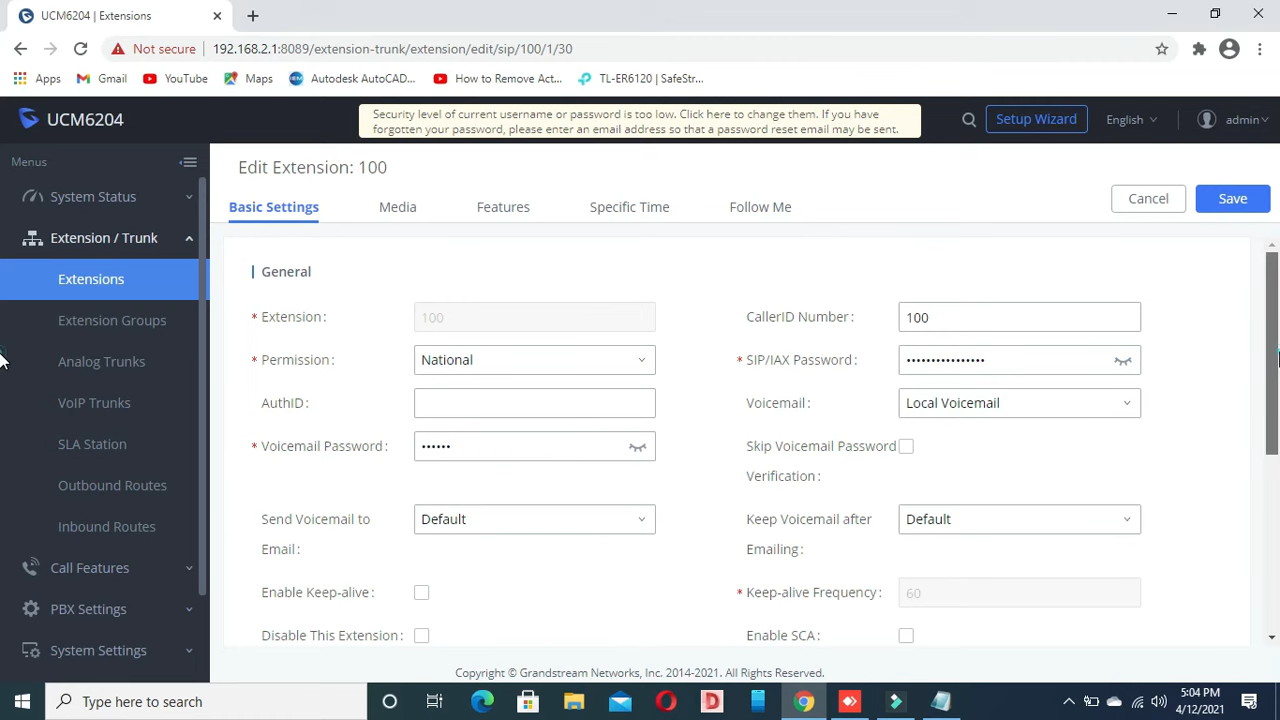 UCM6204 | Extensions
Not secure
192.168.2.1:8089/extension-trunk/extension/edit/sip/100/1/30
Apps
Gmail
YouTube
Maps
Autodesk AutoCAD...
How to Remove Act...
TL-ER6120 | SafeStr...
UCM6204
Security level of current username or password is too low. Click here to change them. If you have
forgotten your password, please enter an email address so that a password reset email may be sent.
Setup Wizard
English
admin
Menus
System Status
Extension / Trunk
Extensions
Extension Groups
Analog Trunks
VoIP Trunks
SLA Station
Outbound Routes
Inbound Routes
Call Features
PBX Settings
System Settings
Edit Extension: 100
Basic Settings
Media
Features
Specific Time
Follow Me
Cancel
Save
General
* Extension: 100
CallerID Number: 100
* Permission: National
* SIP/IAX Password: ••••••••••••••••
AuthID:
Voicemail: Local Voicemail
* Voicemail Password: ••••••
Skip Voicemail Password
Verification:
Send Voicemail to Default
Email:
Keep Voicemail after Default
Emailing:
Enable Keep-alive:
* Keep-alive Frequency: 60
Disable This Extension:
Enable SCA:
Copyright © Grandstream Networks, Inc. 2014-2021. All Rights Reserved.
Type here to search
5:04 PM
4/12/2021